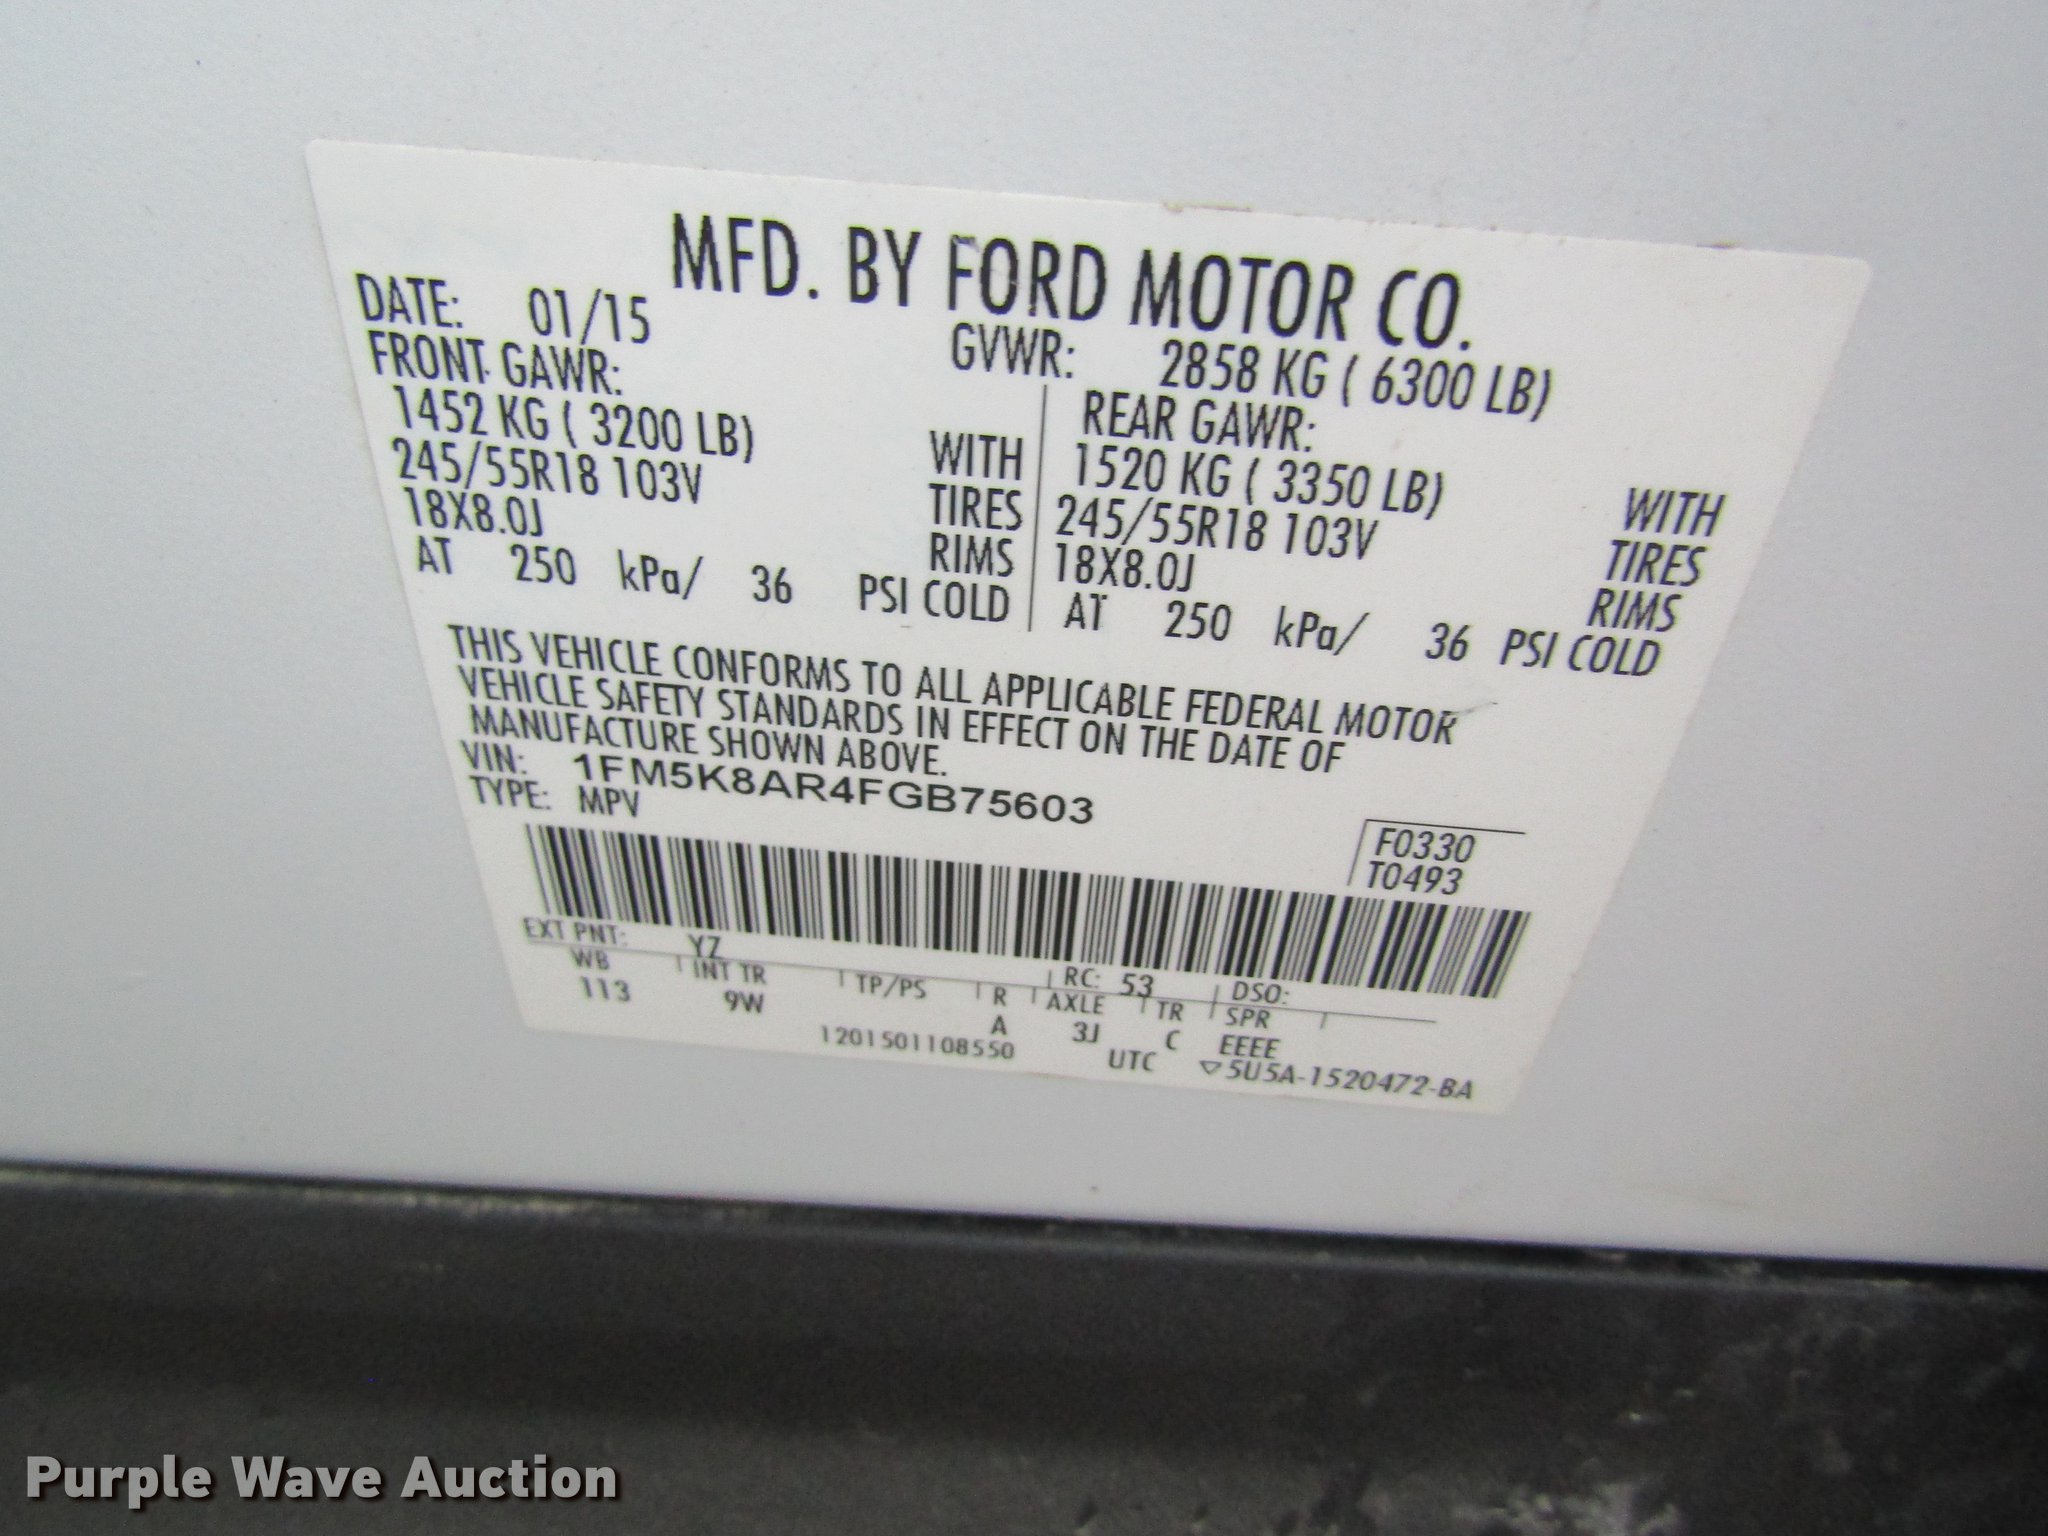 MFD. BY FORD MOTOR CO.
DATE: 01/15 GVWR: 2858 KG ( 6300 LB)
FRONT GAWR: REAR GAWR:
1452 KG ( 3200 LB) WITH 1520 KG ( 3350 LB) WITH
245/55R18 103V TIRES 245/55R18 103V TIRES
18X8.0J RIMS 18X8.0J RIMS
AT 250 kPa/ 36 PSI COLD AT 250 kPa/ 36 PSI COLD
THIS VEHICLE CONFORMS TO ALL APPLICABLE FEDERAL MOTOR
VEHICLE SAFETY STANDARDS IN EFFECT ON THE DATE OF
MANUFACTURE SHOWN ABOVE.
VIN: 1FM5K8AR4FGB75603
TYPE: MPV
F0330
T0493
EXT PNT: YZ RC: 53 DSO:
WB INT TR TP/PS R AXLE TR SPR
113 9W A 3J C EEEE
1201501108550 UTC ▽5U5A-1520472-BA
Purple Wave Auction